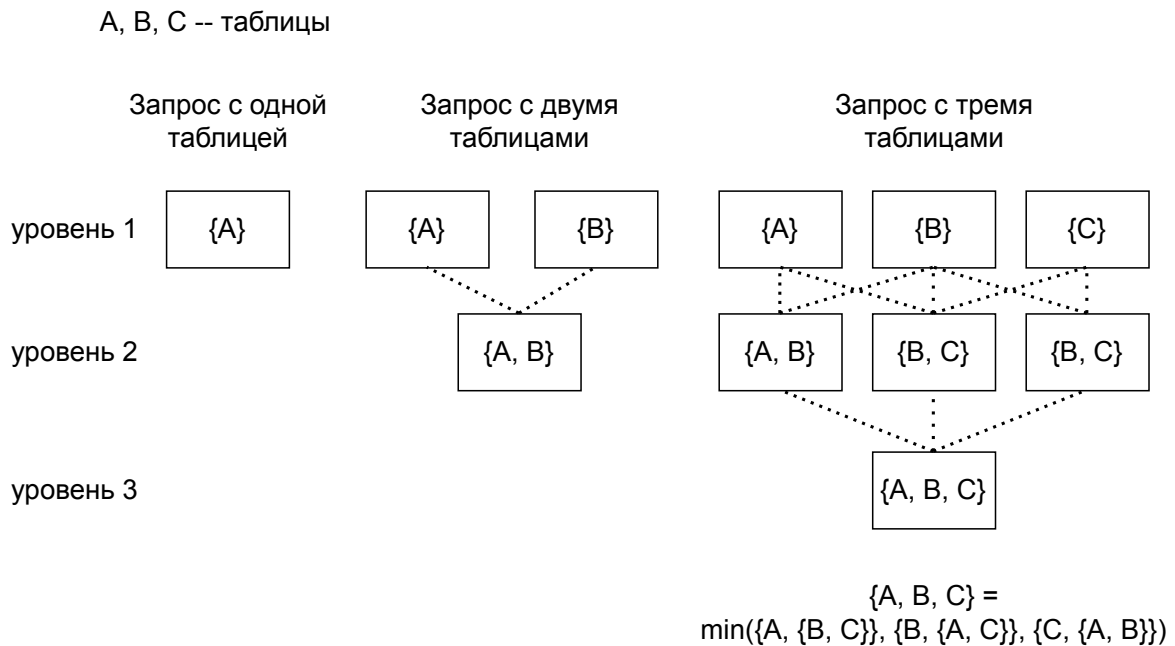 A, B, C -- таблицы
Запрос с одной
таблицей
Запрос с двумя
таблицами
Запрос с тремя
таблицами
уровень 1
{A}
{A}
{B}
{A}
{B}
{C}
уровень 2
{A, B}
{A, B}
{B, C}
{B, C}
уровень 3
{A, B, C}
{A, B, C} =
min({A, {B, C}}, {B, {A, C}}, {C, {A, B}})